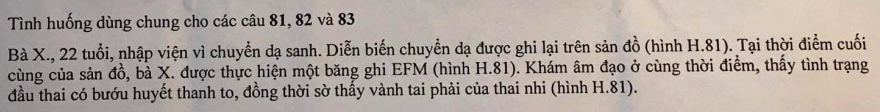 Tình huống dùng chung cho các câu 81, 82 và 83
Bà X., 22 tuổi, nhập viện vì chuyển dạ sanh. Diễn biến chuyển dạ được ghi lại trên sản đồ (hình H.81). Tại thời điểm cuối
cùng của sản đồ, bà X. được thực hiện một băng ghi EFM (hình H.81). Khám âm đạo ở cùng thời điểm, thấy tình trạng
đầu thai có bướu huyết thanh to, đồng thời sờ thấy vành tai phải của thai nhi (hình H.81).